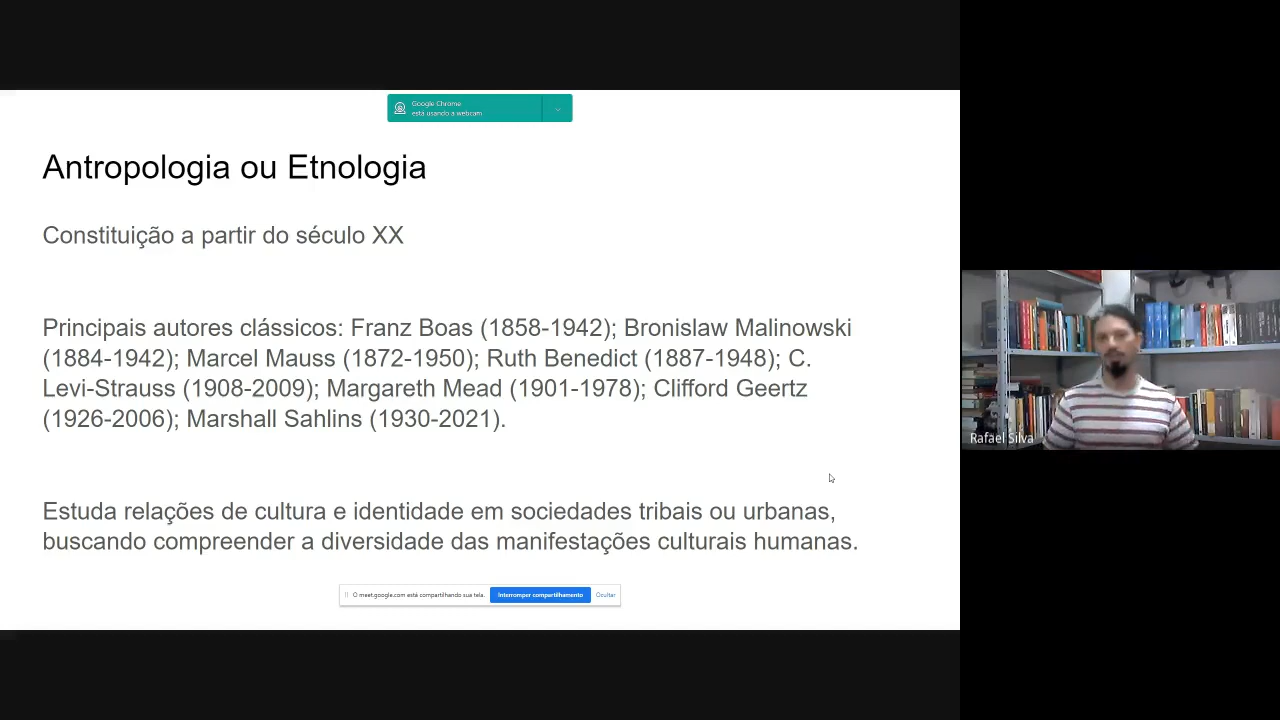 Google Chrome
está usando a webcam
Antropologia ou Etnologia
Constituição a partir do século XX
Principais autores clássicos: Franz Boas (1858-1942); Bronislaw Malinowski
(1884-1942); Marcel Mauss (1872-1950); Ruth Benedict (1887-1948); C.
Levi-Strauss (1908-2009); Margareth Mead (1901-1978); Clifford Geertz
(1926-2006); Marshall Sahlins (1930-2021).
Rafael Silva
Estuda relações de cultura e identidade em sociedades tribais ou urbanas,
buscando compreender a diversidade das manifestações culturais humanas.
O meet.google.com está compartilhando sua tela.
Interromper compartilhamento
Ocultar